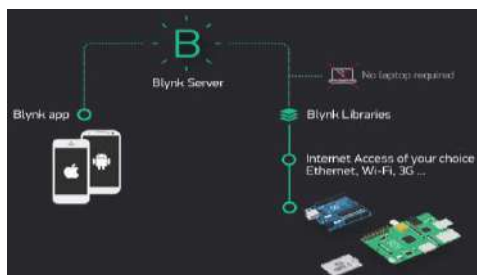 B
Blynk Server
No laptop required
Blynk app
Blynk Libraries
Internet Access of your choice
Ethernet, Wi-Fi, 3G ...